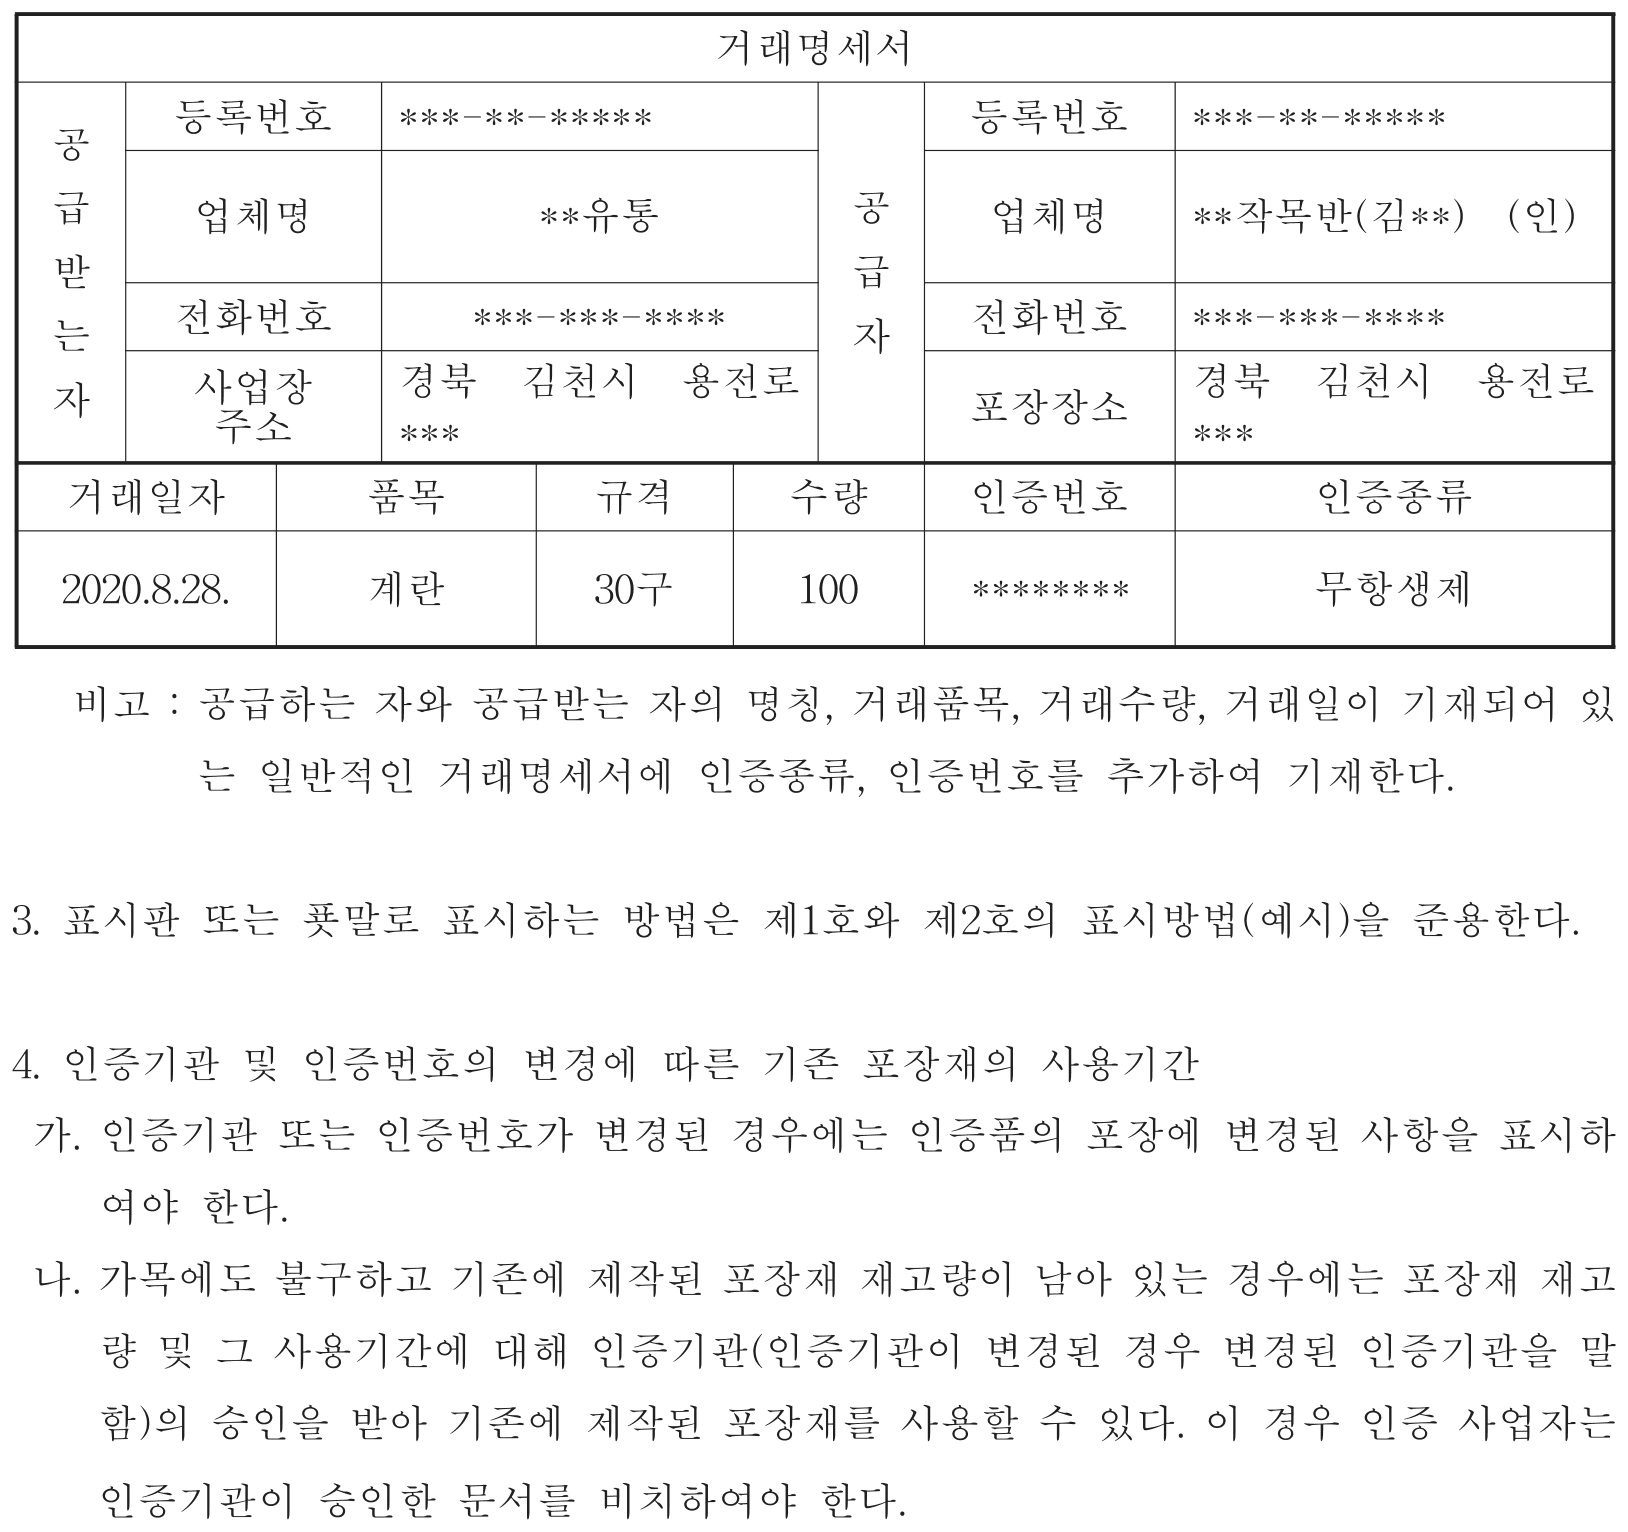 거래명세서
공급받는자 등록번호 ***-**-***** 공급자 등록번호 ***-**-*****
업체명 **유통 업체명 **작목반(김**) (인)
전화번호 ***-***-**** 전화번호 ***-***-****
사업장 주소 경북 김천시 용전로 *** 포장장소 경북 김천시 용전로 ***
거래일자 품목 규격 수량 인증번호 인증종류
2020.8.28. 계란 30구 100 ******** 무항생제
비고 : 공급하는 자와 공급받는 자의 명칭, 거래품목, 거래수량, 거래일이 기재되어 있
는 일반적인 거래명세서에 인증종류, 인증번호를 추가하여 기재한다.
3. 표시판 또는 푯말로 표시하는 방법은 제1호와 제2호의 표시방법(예시)을 준용한다.
4. 인증기관 및 인증번호의 변경에 따른 기존 포장재의 사용기간
가. 인증기관 또는 인증번호가 변경된 경우에는 인증품의 포장에 변경된 사항을 표시하
여야 한다.
나. 가목에도 불구하고 기존에 제작된 포장재 재고량이 남아 있는 경우에는 포장재 재고
량 및 그 사용기간에 대해 인증기관(인증기관이 변경된 경우 변경된 인증기관을 말
함)의 승인을 받아 기존에 제작된 포장재를 사용할 수 있다. 이 경우 인증 사업자는
인증기관이 승인한 문서를 비치하여야 한다.